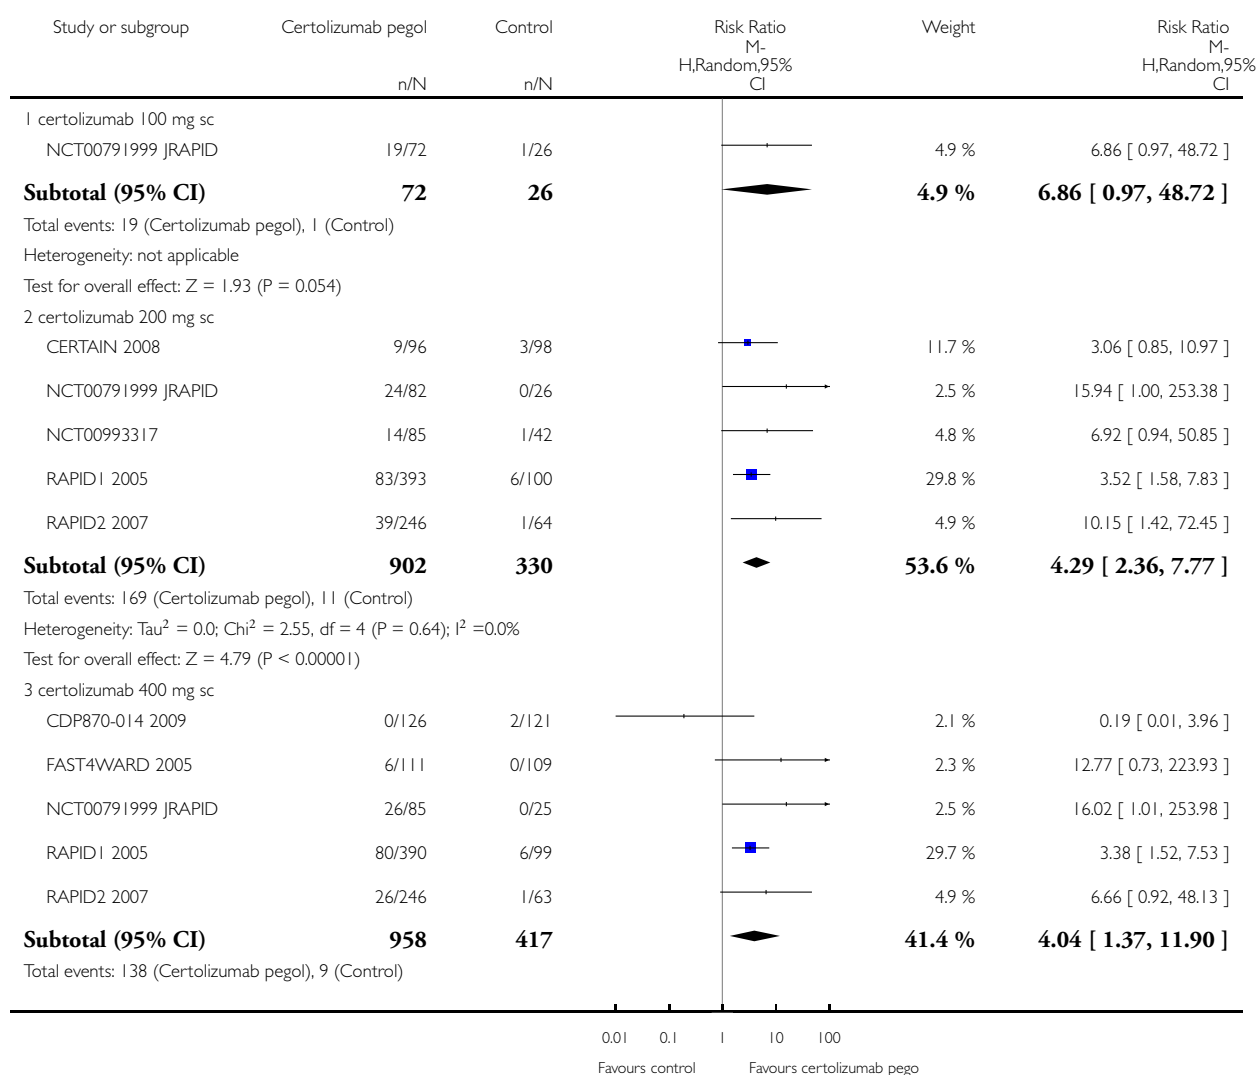 Study or subgroup Certolizumab pegol Control Risk Ratio Weight Risk Ratio
M- M-
H,Random,95% H,Random,95%
n/N n/N CI CI
1 certolizumab 100 mg sc
NCT00791999 JRAPID 19/72 1/26 4.9 % 6.86 [ 0.97, 48.72 ]
Subtotal (95% CI) 72 26 4.9 % 6.86 [ 0.97, 48.72 ]
Total events: 19 (Certolizumab pegol), 1 (Control)
Heterogeneity: not applicable
Test for overall effect: Z = 1.93 (P = 0.054)
2 certolizumab 200 mg sc
CERTAIN 2008 9/96 3/98 11.7 % 3.06 [ 0.85, 10.97 ]
NCT00791999 JRAPID 24/82 0/26 2.5 % 15.94 [ 1.00, 253.38 ]
NCT00993317 14/85 1/42 4.8 % 6.92 [ 0.94, 50.85 ]
RAPID1 2005 83/393 6/100 29.8 % 3.52 [ 1.58, 7.83 ]
RAPID2 2007 39/246 1/64 4.9 % 10.15 [ 1.42, 72.45 ]
Subtotal (95% CI) 902 330 53.6 % 4.29 [ 2.36, 7.77 ]
Total events: 169 (Certolizumab pegol), 11 (Control)
Heterogeneity: Tau² = 0.0; Chi² = 2.55, df = 4 (P = 0.64); I² =0.0%
Test for overall effect: Z = 4.79 (P < 0.00001)
3 certolizumab 400 mg sc
CDP870-014 2009 0/126 2/121 2.1 % 0.19 [ 0.01, 3.96 ]
FAST4WARD 2005 6/111 0/109 2.3 % 12.77 [ 0.73, 223.93 ]
NCT00791999 JRAPID 26/85 0/25 2.5 % 16.02 [ 1.01, 253.98 ]
RAPID1 2005 80/390 6/99 29.7 % 3.38 [ 1.52, 7.53 ]
RAPID2 2007 26/246 1/63 4.9 % 6.66 [ 0.92, 48.13 ]
Subtotal (95% CI) 958 417 41.4 % 4.04 [ 1.37, 11.90 ]
Total events: 138 (Certolizumab pegol), 9 (Control)
0.01 0.1 1 10 100
Favours control Favours certolizumab pego